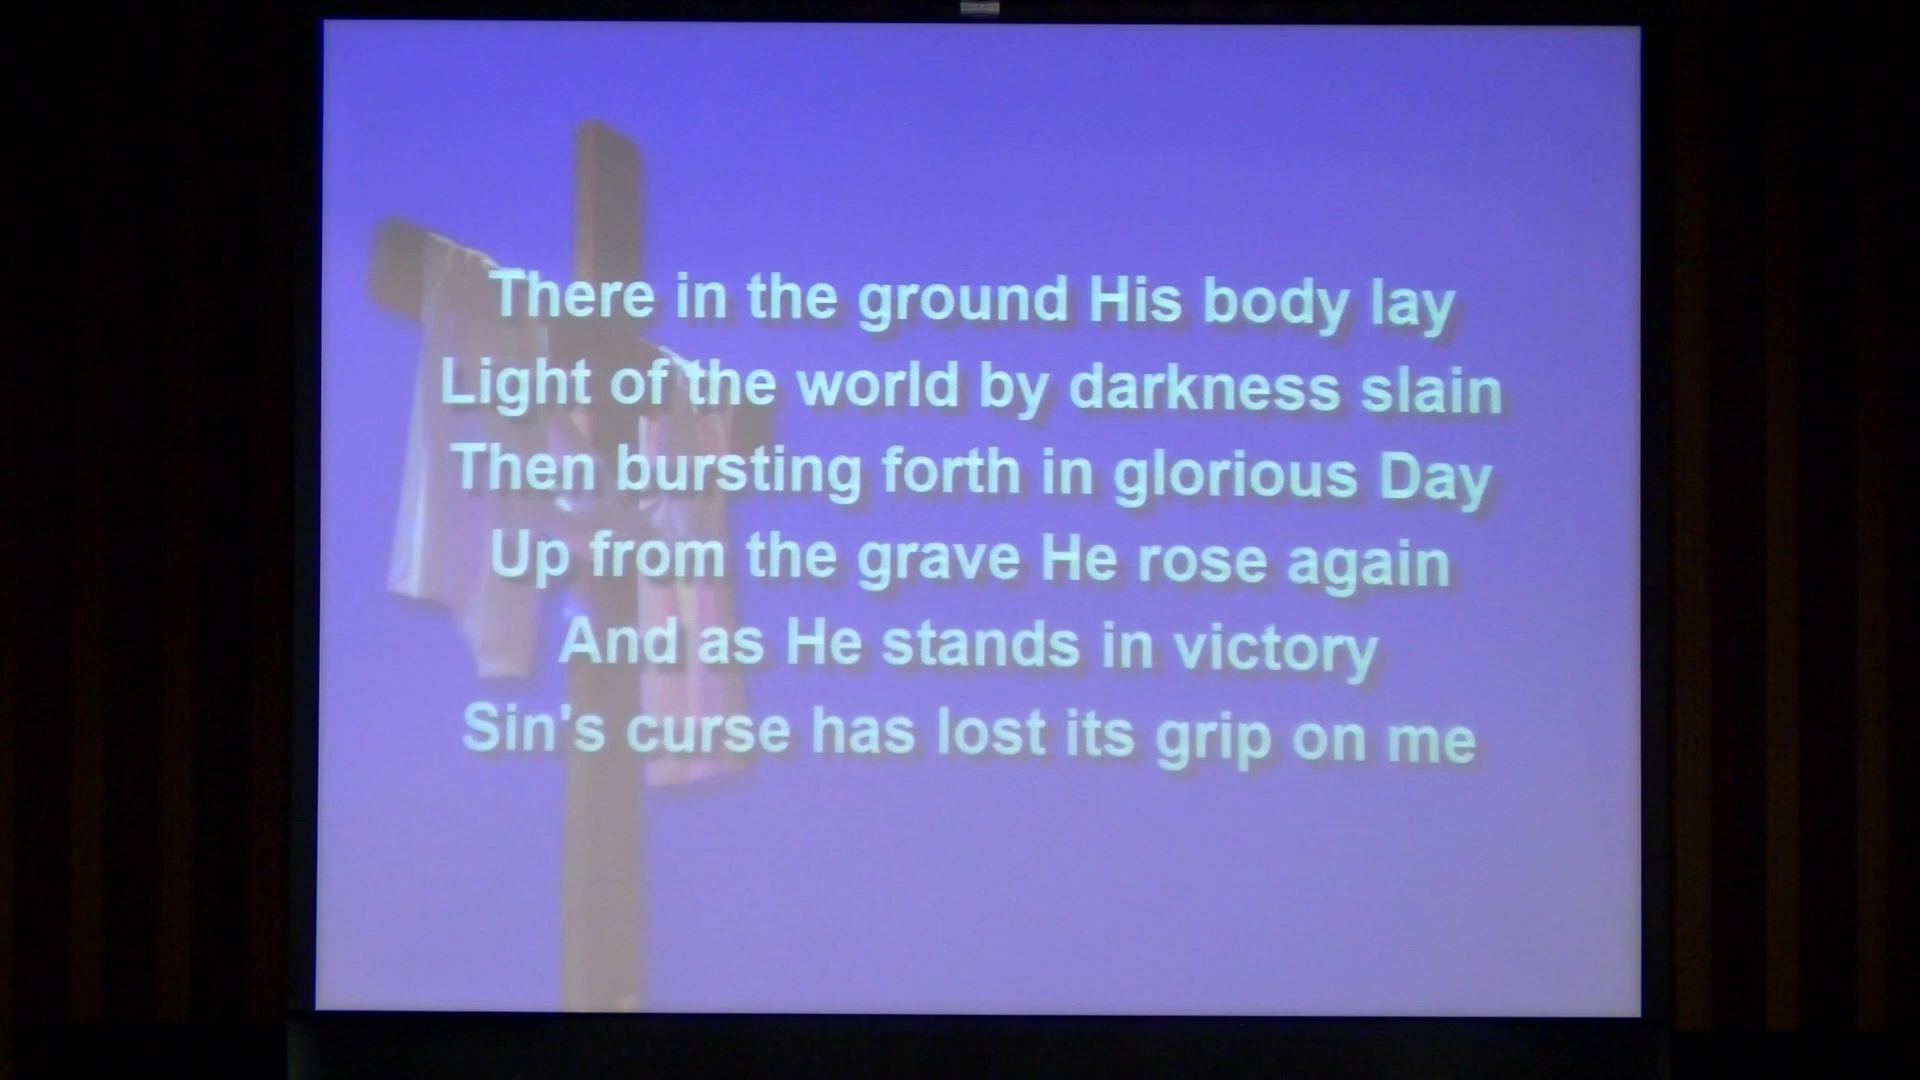 There in the ground His body lay
Light of the world by darkness slain
Then bursting forth in glorious Day
Up from the grave He rose again
And as He stands in victory
Sin's curse has lost its grip on me